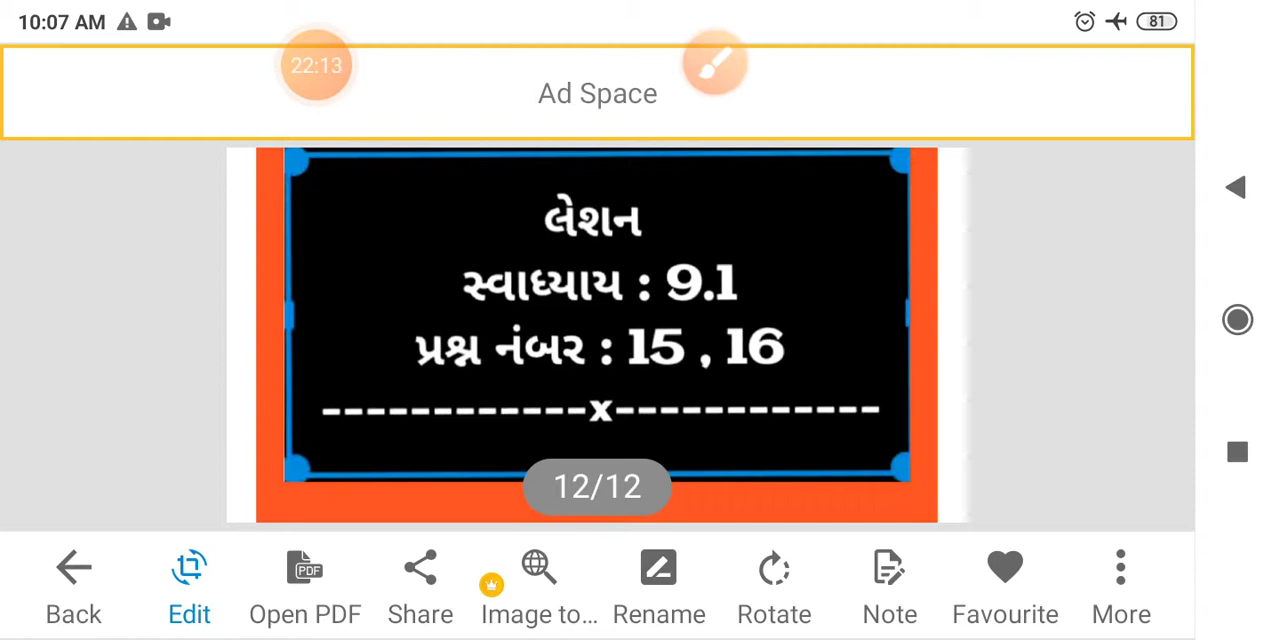 10:07 AM
81
22:13
Ad Space
લેશન
સ્વાધ્યાય : 9.1
પ્રશ્ન નંબર : 15 , 16
------------x------------
12/12
Back
Edit
Open PDF
Share
Image to...
Rename
Rotate
Note
Favourite
More
PDF